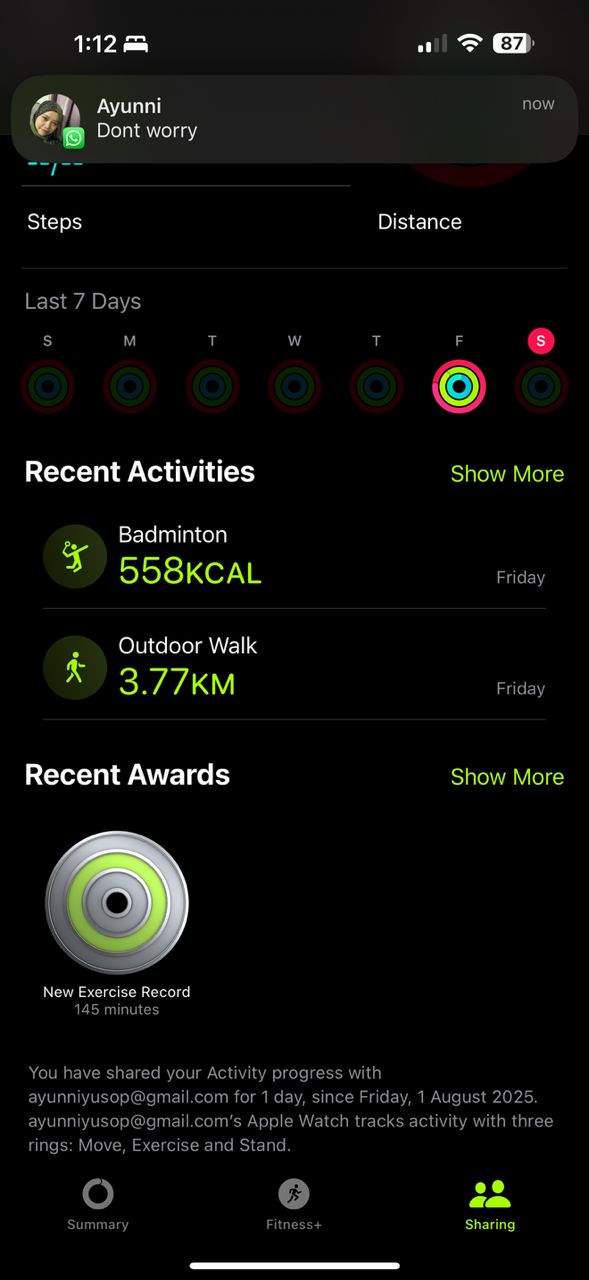 1:12
87
Ayunni
now
Dont worry
Steps
Distance
Last 7 Days
S M T W T F S
Recent Activities
Show More
Badminton
558KCAL
Friday
Outdoor Walk
3.77KM
Friday
Recent Awards
Show More
New Exercise Record
145 minutes
You have shared your Activity progress with
ayunniyusop@gmail.com for 1 day, since Friday, 1 August 2025.
ayunniyusop@gmail.com’s Apple Watch tracks activity with three
rings: Move, Exercise and Stand.
Summary
Fitness+
Sharing